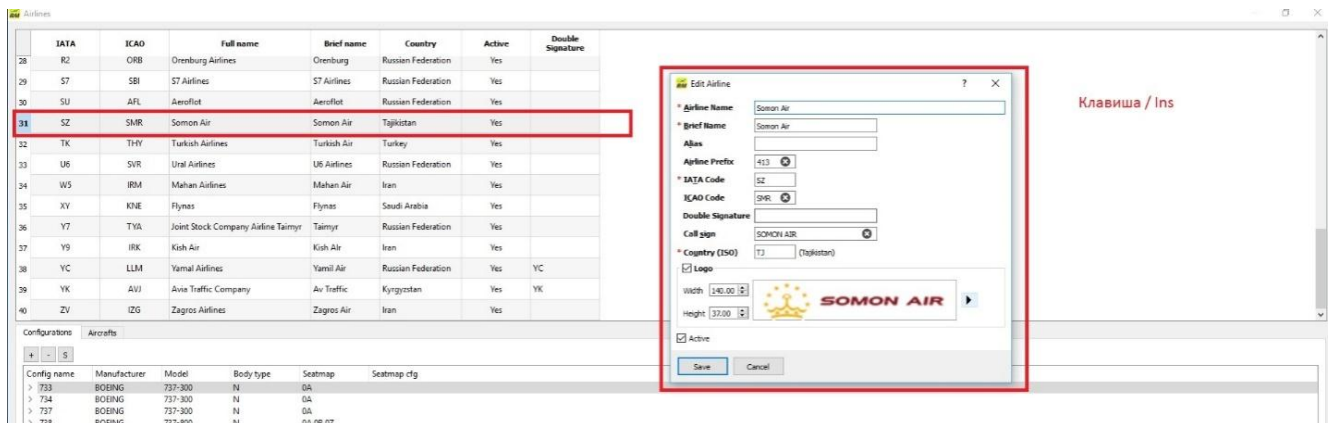 RM Airlines
IATA ICAO Full name Brief name Country Active Double Signature
28 R2 ORB Orenburg Airlines Orenburg Russian Federation Yes
29 S7 SBI S7 Airlines S7 Airlines Russian Federation Yes
30 SU AFL Aeroflot Aeroflot Russian Federation Yes
31 SZ SMR Somon Air Somon Air Tajikistan Yes
32 TK THY Turkish Airlines Turkish Air Turkey Yes
33 U6 SVR Ural Airlines U6 Airlines Russian Federation Yes
34 W5 IRM Mahan Airlines Mahan Air Iran Yes
35 XY KNE Flynas Flynas Saudi Arabia Yes
36 Y7 TYA Joint Stock Company Airline Taimyr Taimyr Russian Federation Yes
37 Y9 IRK Kish Air Kish AIr Iran Yes
38 YC LLM Yamal Airlines Yamil Air Russian Federation Yes YC
39 YK AVJ Avia Traffic Company Av Traffic Kyrgyzstan Yes YK
40 ZV IZG Zagros Airlines Zagros Air Iran Yes
Configurations Aircrafts
+ - S
Config name Manufacturer Model Body type Seatmap Seatmap cfg
> 733 BOEING 737-300 N 0A
> 734 BOEING 737-300 N 0A
> 737 BOEING 737-300 N 0A
> 738 BOEING 737-800 N 0A 0B 0Z
Edit Airline ?
* Airline Name Somon Air
* Brief Name Somon Air
Alias
Airline Prefix 413
* IATA Code SZ
ICAO Code SMR
Double Signature
Call sign SOMON AIR
* Country (ISO) TJ (Tajikistan)
Logo
Width 140.00
SOMON AIR
Height 37.00
Active
Save Cancel
Клавиша / Ins